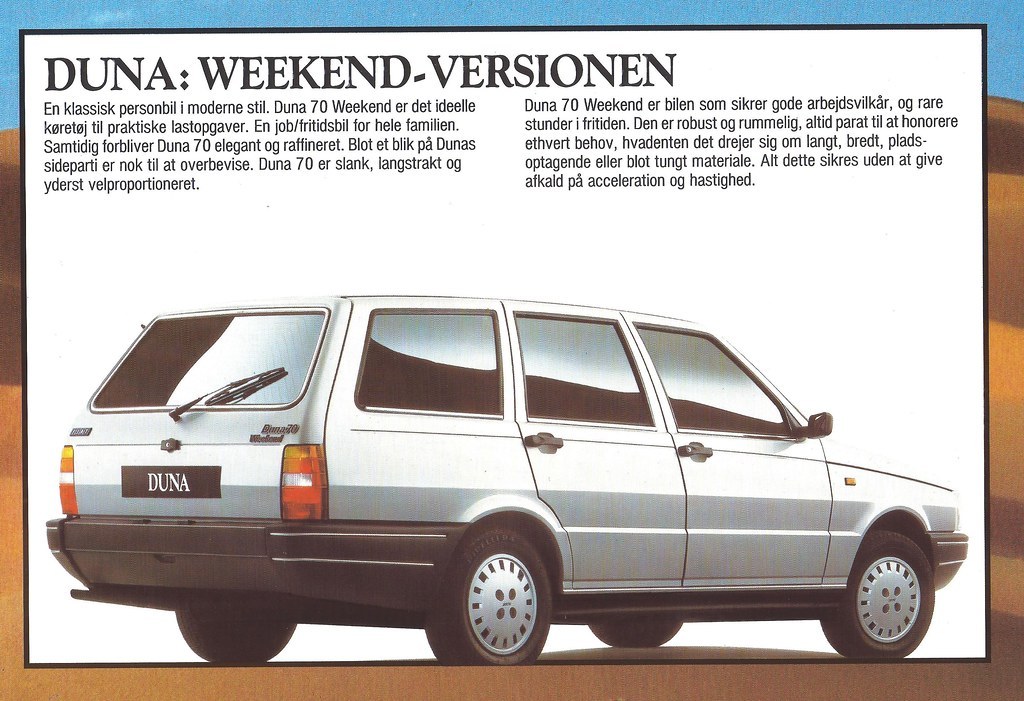 DUNA: WEEKEND-VERSIONEN
En klassisk personbil i moderne stil. Duna 70 Weekend er det ideelle
køretøj til praktiske lastopgaver. En job/fritidsbil for hele familien.
Samtidig forbliver Duna 70 elegant og raffineret. Blot et blik på Dunas
sideparti er nok til at overbevise. Duna 70 er slank, langstrakt og
yderst velproportioneret.
Duna 70 Weekend er bilen som sikrer gode arbejdsvilkår, og rare
stunder i fritiden. Den er robust og rummelig, altid parat til at honorere
ethvert behov, hvadenten det drejer sig om langt, bredt, plads-
optagende eller blot tungt materiale. Alt dette sikres uden at give
afkald på acceleration og hastighed.
Duna 70
Weekend
DUNA